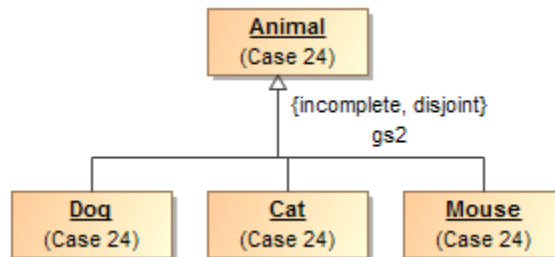 Animal
(Case 24)
{incomplete, disjoint}
gs2
Dog
(Case 24)
Cat
(Case 24)
Mouse
(Case 24)